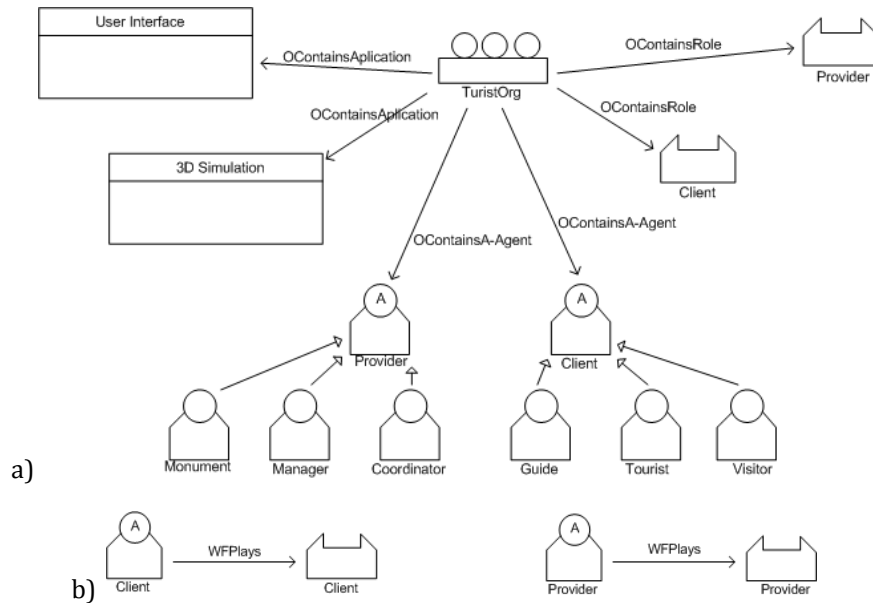 User Interface
OContainsAplication
TuristOrg
OContainsRole
Provider
OContainsAplication
OContainsRole
3D Simulation
Client
OContainsA-Agent
OContainsA-Agent
A
A
Provider
Client
Monument
Manager
Coordinator
Guide
Tourist
Visitor
a)
A
WFPlays
A
WFPlays
b)
Client
Client
Provider
Provider